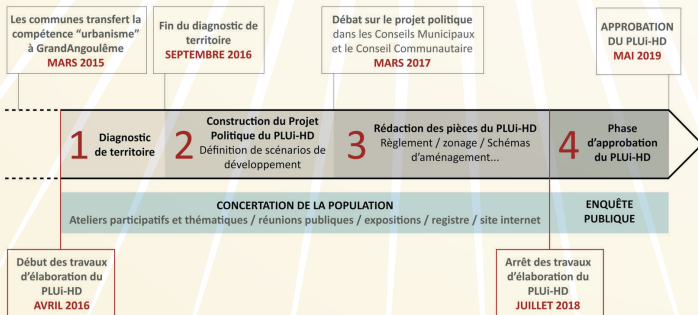 Les communes transfert la
compétence "urbanisme"
à GrandAngoulême
MARS 2015
Fin du diagnostic de
territoire
SEPTEMBRE 2016
Débat sur le projet politique
dans les Conseils Municipaux
et le Conseil Communautaire
MARS 2017
APPROBATION
DU PLUi-HD
MAI 2019
1
Diagnostic
de territoire
2
Construction du Projet
Politique du PLUi-HD
Définition de scénarios de
développement
3
Rédaction des pièces du PLUi-HD
Règlement / zonage / Schémas
d'aménagement...
4
Phase
d'approbation
du PLUi-HD
CONCERTATION DE LA POPULATION
Ateliers participatifs et thématiques / réunions publiques / expositions / registre / site internet
ENQUÊTE
PUBLIQUE
Début des travaux
d'élaboration du
PLUi-HD
AVRIL 2016
Arrêt des travaux
d'élaboration du
PLUi-HD
JUILLET 2018